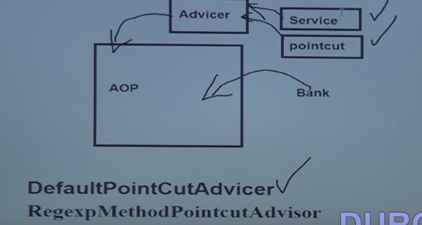 Advicer
Service
pointcut
AOP
Bank
DefaultPointCutAdvicer
RegexpMethodPointcutAdvisor